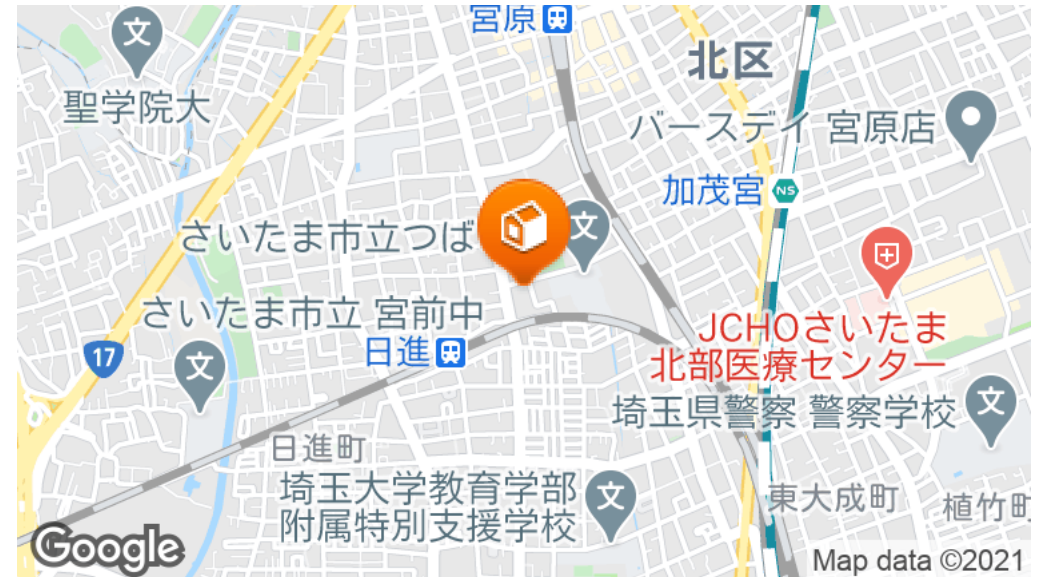 宮原
北区
聖学院大
バースデイ 宮原店
加茂宮
NS
さいたま市立つば
さいたま市立 宮前中
日進
17
JCHOさいたま
北部医療センター
埼玉県警察 警察学校
日進町
埼玉大学教育学部
附属特別支援学校
東大成町
植竹町
文
文
文
文
文
Google
Map data ©2021